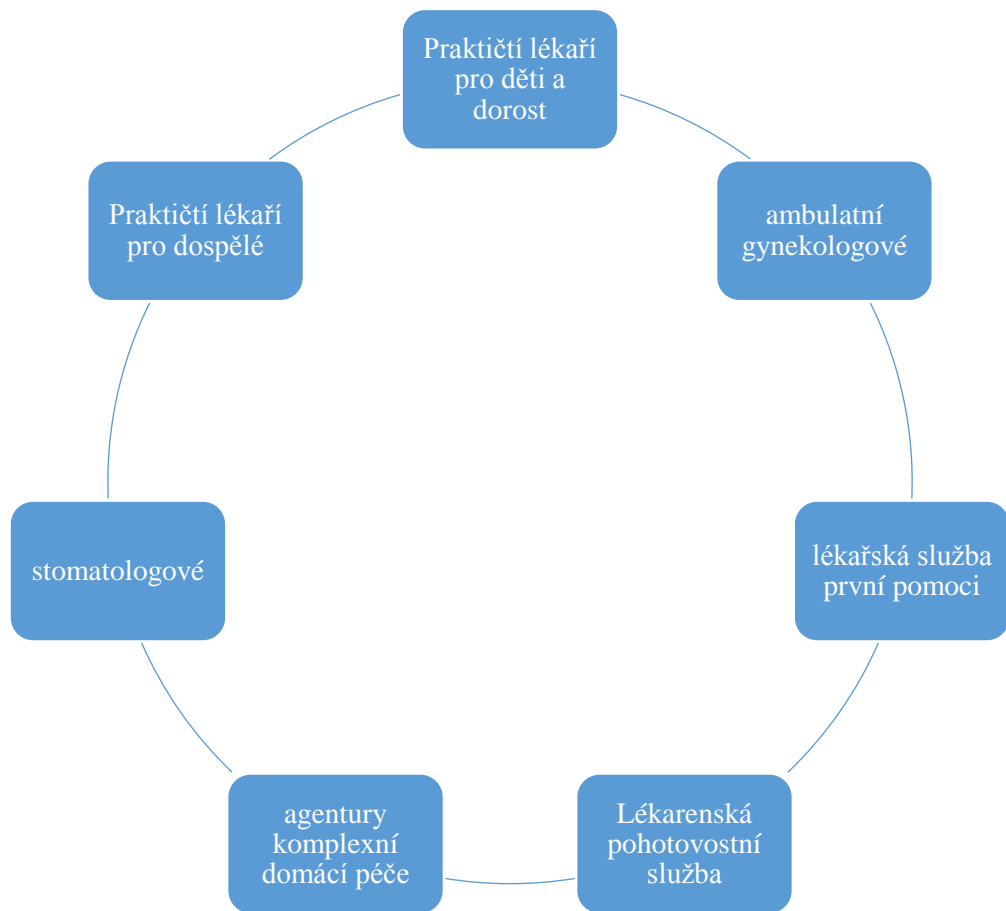 Praktičtí lékaří
pro děti a
dorost
Praktičtí lékaří
pro dospělé
ambulatní
gynekologové
stomatologové
lékařská služba
první pomoci
agentury
komplexní
domácí péče
Lékarenská
pohotovostní
služba